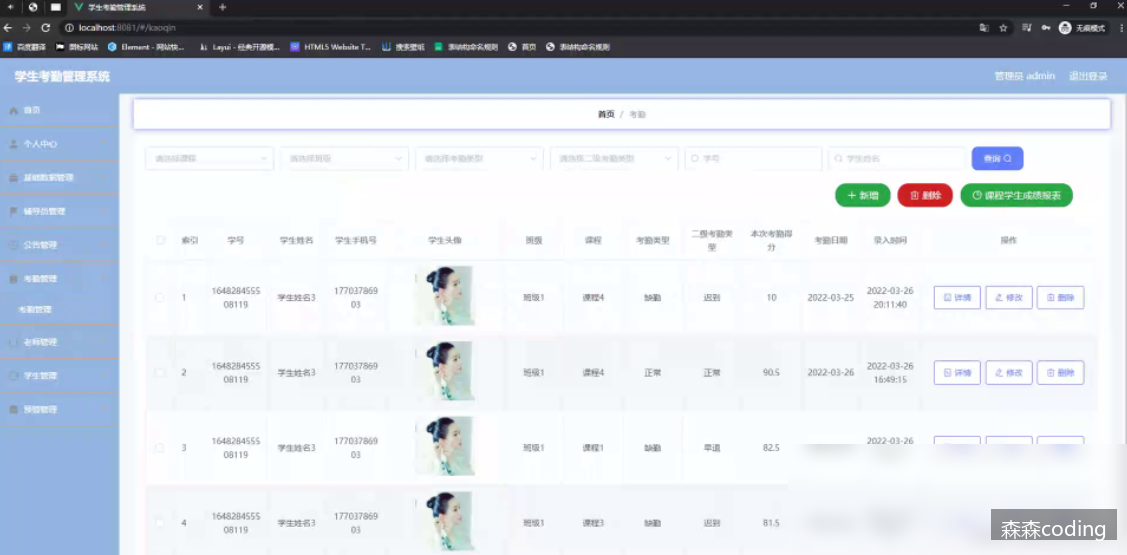 学生考勤管理系统
localhost:8081/#/kaoqin
无痕模式
百度翻译
图标网站
Element - 网站快...
Layui - 经典开源模...
HTML5 Website T...
搜索壁纸
表结构命名规则
首页
表结构命名规则
学生考勤管理系统
管理员 admin
退出登录
首页
个人中心
基础数据管理
辅导员管理
公告管理
考勤管理
考勤管理
老师管理
学生管理
预警管理
首页 / 考勤
请选择课程
请选择班级
请选择考勤类型
请选择二级考勤类型
学号
学生姓名
查询
+ 新增
删除
课程学生成绩报表
索引 学号 学生姓名 学生手机号 学生头像 班级 课程 考勤类型 二级考勤类型 本次考勤得分 考勤日期 录入时间 操作
1 164828455508119 学生姓名3 17703786903 班级1 课程4 缺勤 迟到 10 2022-03-25 2022-03-26 20:11:40 详情 修改 删除
2 164828455508119 学生姓名3 17703786903 班级1 课程4 正常 正常 90.5 2022-03-26 2022-03-26 16:49:15 详情 修改 删除
3 164828455508119 学生姓名3 17703786903 班级1 课程1 缺勤 早退 82.5 2022-03-26
4 164828455508119 学生姓名3 17703786903 班级1 课程3 缺勤 迟到 81.5
森森coding